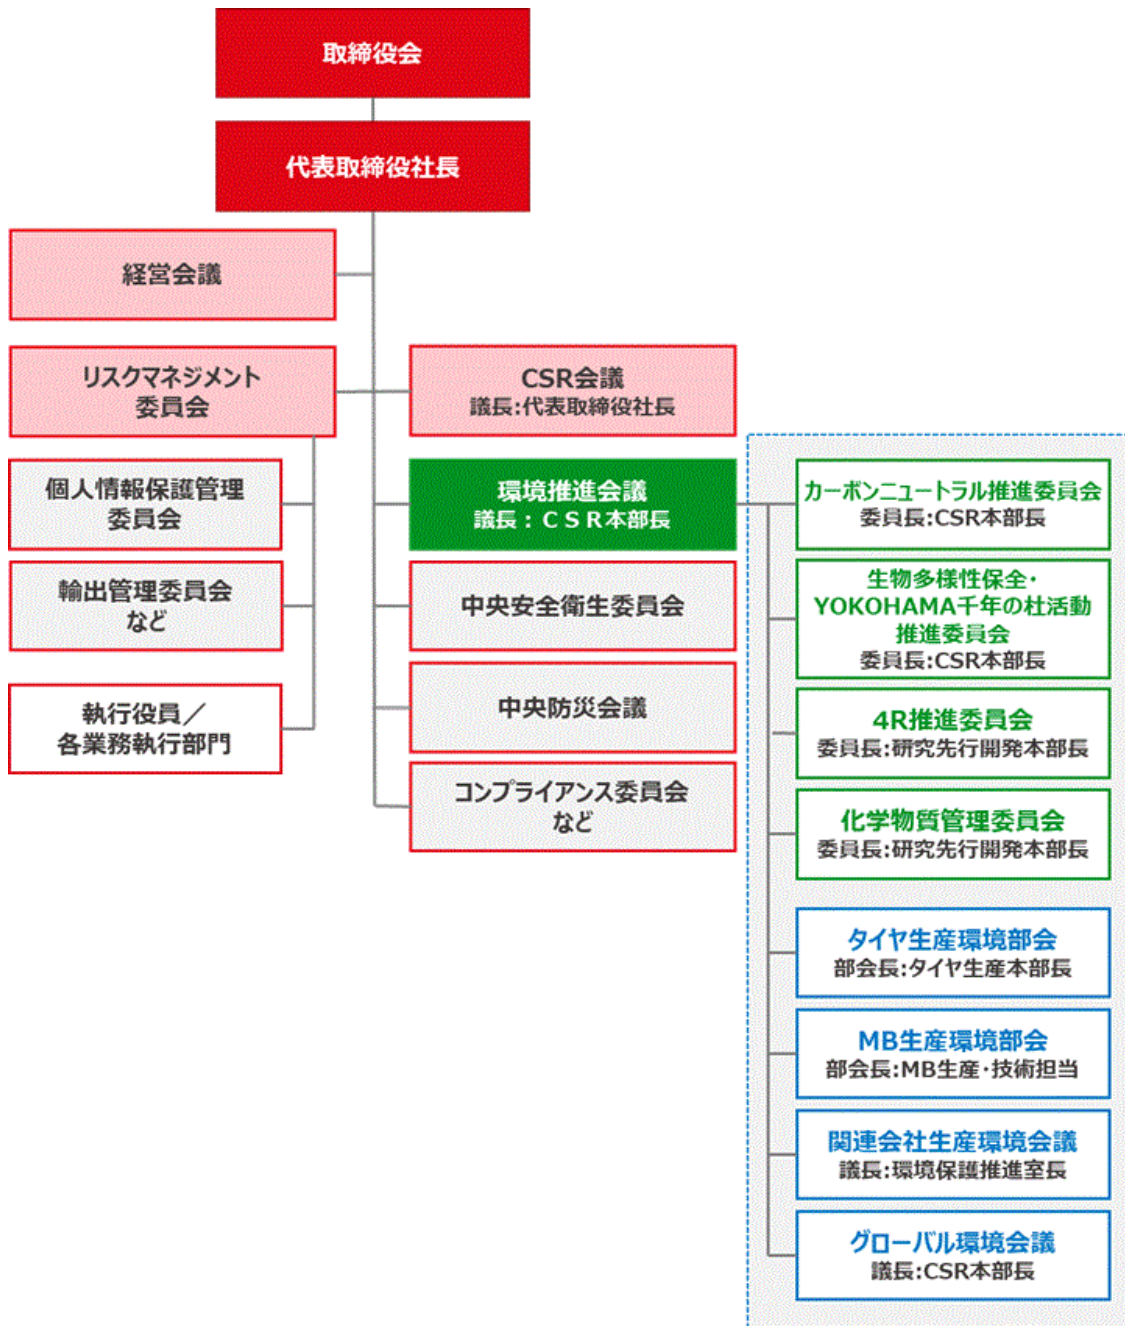 取締役会
代表取締役社長
経営会議
リスクマネジメント
委員会
個人情報保護管理
委員会
輸出管理委員会
など
執行役員／
各業務執行部門
CSR会議
議長:代表取締役社長
環境推進会議
議長：ＣＳＲ本部長
中央安全衛生委員会
中央防災会議
コンプライアンス委員会
など
カーボンニュートラル推進委員会
委員長:CSR本部長
生物多様性保全・
YOKOHAMA千年の杜活動
推進委員会
委員長:CSR本部長
4R推進委員会
委員長:研究先行開発本部長
化学物質管理委員会
委員長:研究先行開発本部長
タイヤ生産環境部会
部会長:タイヤ生産本部長
MB生産環境部会
部会長:MB生産・技術担当
関連会社生産環境会議
議長:環境保護推進室長
グローバル環境会議
議長:CSR本部長